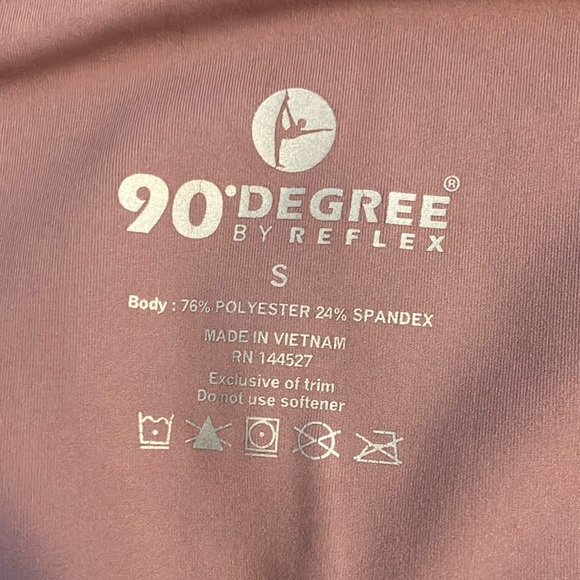 90°DEGREE®
BY REFLEX
S
Body : 76% POLYESTER 24% SPANDEX
MADE IN VIETNAM
RN 144527
Exclusive of trim
Do not use softener